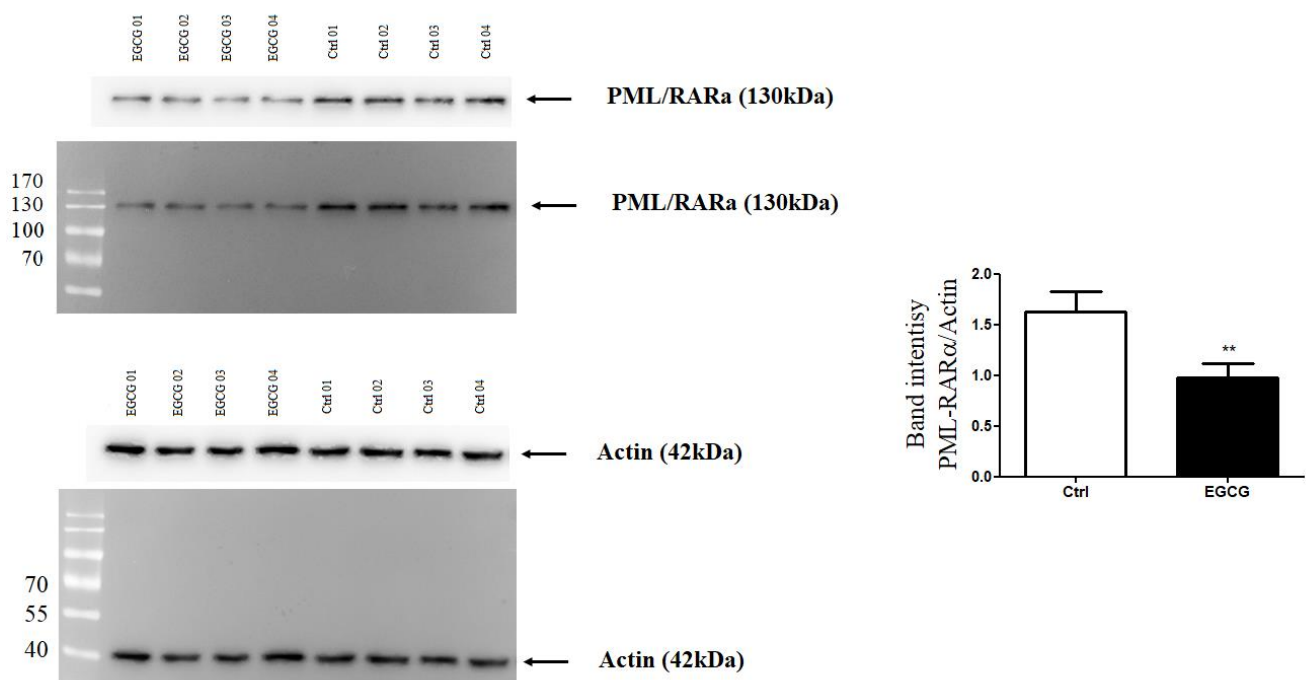 EGCG 01
EGCG 02
EGCG 03
EGCG 04
Ctrl 01
Ctrl 02
Ctrl 03
Ctrl 04
PML/RARa (130kDa)
170
130
100
70
PML/RARa (130kDa)
EGCG 01
EGCG 02
EGCG 03
EGCG 04
Ctrl 01
Ctrl 02
Ctrl 03
Ctrl 04
Actin (42kDa)
70
55
40
Actin (42kDa)
Band intentisy
PML-RARα/Actin
2.0
1.5
1.0
0.5
0.0
**
Ctrl
EGCG